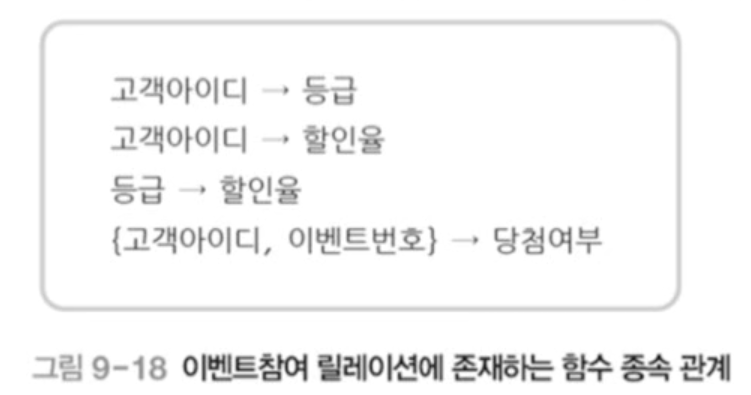 고객아이디 → 등급
고객아이디 → 할인율
등급 → 할인율
{고객아이디, 이벤트번호} → 당첨여부
그림 9-18 이벤트참여 릴레이션에 존재하는 함수 종속 관계